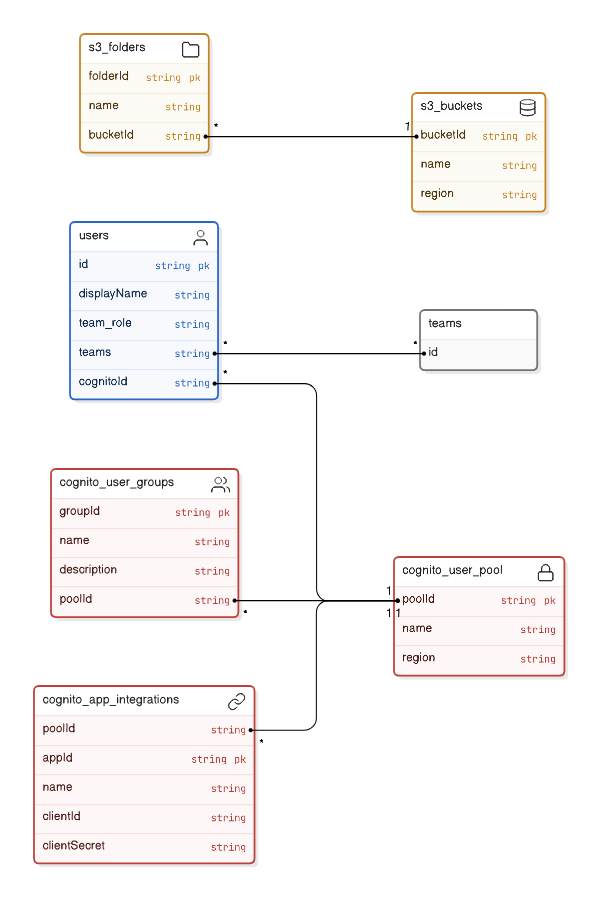 s3_folders
folderId string pk
name string
bucketId string
* 1
s3_buckets
bucketId string pk
name string
region string
users
id string pk
displayName string
team_role string
teams string
cognitoId string
* *
*
teams
id
cognito_user_groups
groupId string pk
name string
description string
poolId string
*
cognito_user_pool
1
poolId string pk
1 1
name string
region string
cognito_app_integrations
poolId string
*
appId string pk
name string
clientId string
clientSecret string